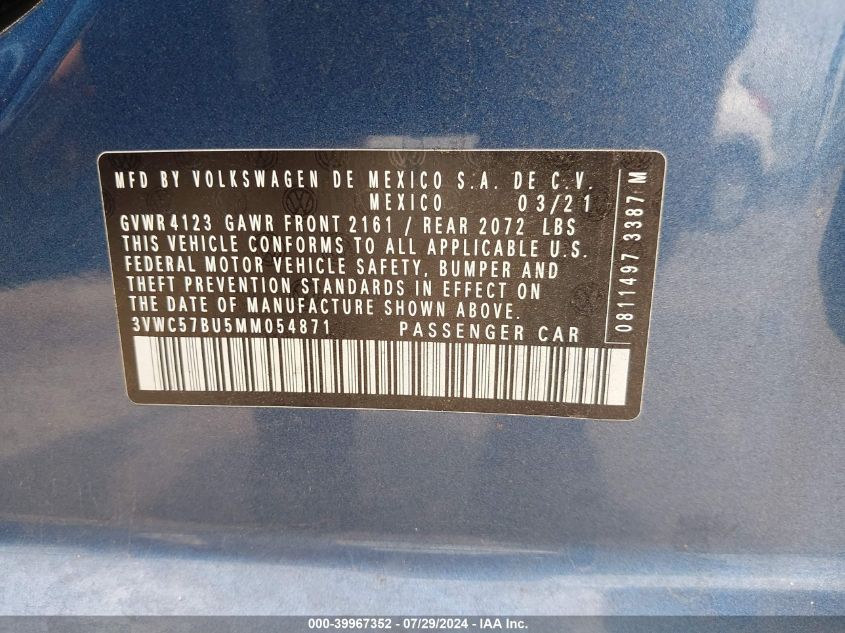 MFD BY VOLKSWAGEN DE MEXICO S.A. DE C.V.
MEXICO 03/21
GVWR 4123 GAWR FRONT 2161 / REAR 2072 LBS
THIS VEHICLE CONFORMS TO ALL APPLICABLE U.S.
FEDERAL MOTOR VEHICLE SAFETY, BUMPER AND
THEFT PREVENTION STANDARDS IN EFFECT ON
THE DATE OF MANUFACTURE SHOWN ABOVE.
3VWC57BU5MM054871 PASSENGER CAR
0811497 3387 M
000-39967352 - 07/29/2024 - IAA Inc.